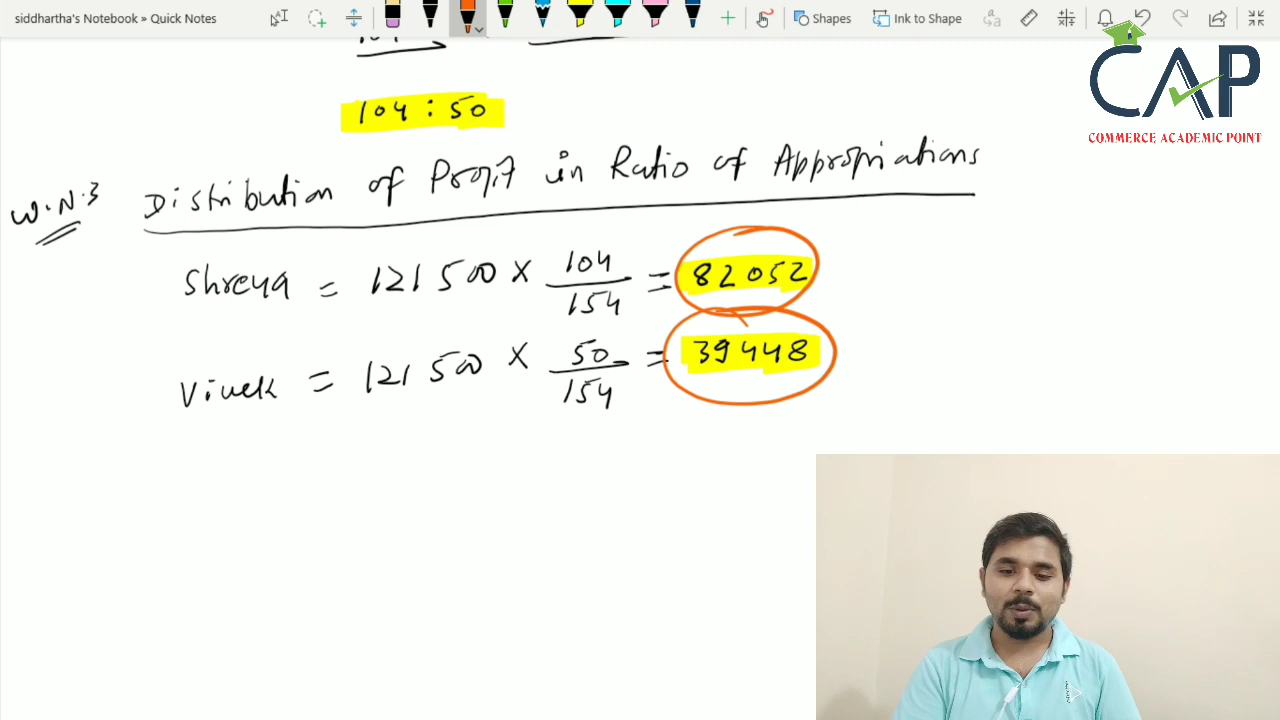 siddhartha's Notebook » Quick Notes
Shapes
Ink to Shape
CAP
COMMERCE ACADEMIC POINT
104 : 50
W.N.3 Distribution of Profit in Ratio of Appropriations
Shreya = 121500 × 104/154 = 82052
Vivek = 121500 × 50/154 = 39448